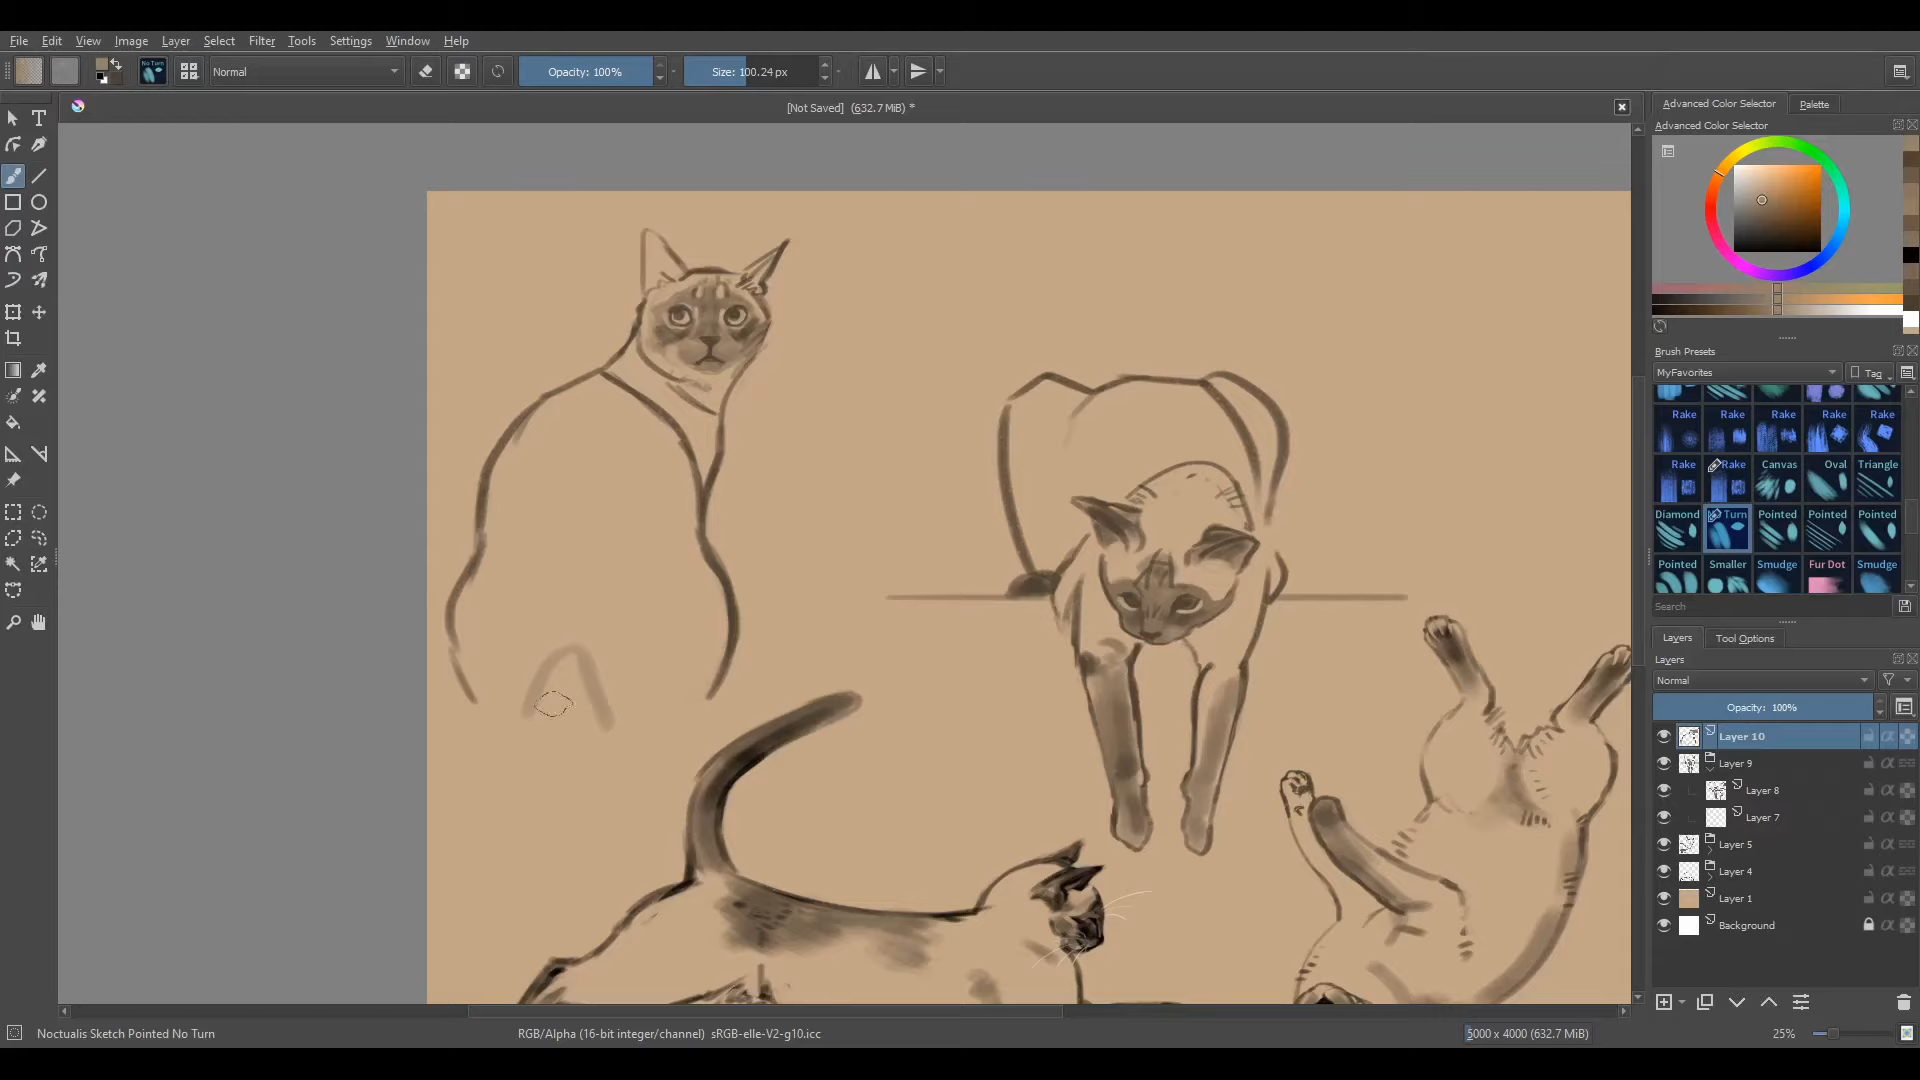 File Edit View Image Layer Select Filter Tools Settings Window Help
No Turn Normal Opacity: 100% Size: 100.24 px
[Not Saved] (632.7 MiB) *
Advanced Color Selector Palette
Advanced Color Selector
Brush Presets
MyFavorites Tag
Rake Rake Rake Rake Rake
Rake Rake Canvas Oval Triangle
Diamond Turn Pointed Pointed Pointed
Pointed Smaller Smudge Fur Dot Smudge
Search
Layers Tool Options
Layers
Normal
Opacity: 100%
Layer 10
Layer 9
Layer 8
Layer 7
Layer 5
Layer 4
Layer 1
Background
Noctualis Sketch Pointed No Turn RGB/Alpha (16-bit integer/channel) sRGB-elle-V2-g10.icc 5000 x 4000 (632.7 MiB) 25%